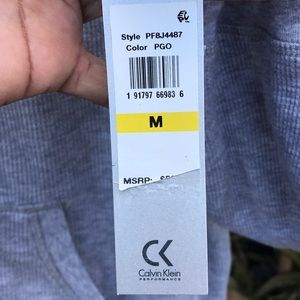 Style PF8J4487
Color PGO
1 91797 66983 6
M
MSRP:
CK
Calvin Klein
PERFORMANCE